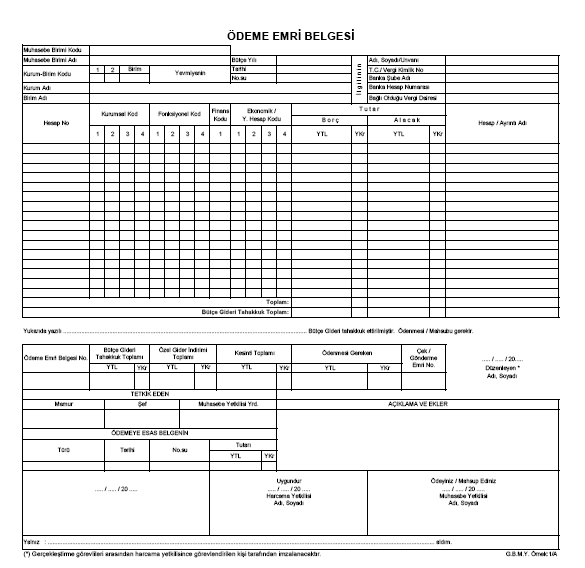 ÖDEME EMRİ BELGESİ
Muhasebe Birimi Kodu
Muhasebe Birimi Adı
Kurum-Birim Kodu
1 2 Birim
Yevmiyenin
Bütçe Yılı
Tarihi
No.su
İlgilinin
Adı, Soyadı/Unvanı
T.C./ Vergi Kimlik No
Banka Şube Adı
Banka Hesap Numarası
Bağlı Olduğu Vergi Dairesi
Kurum Adı
Birim Adı
Hesap No
Kurumsal Kod
Fonksiyonel Kod
Finans Kodu
Ekonomik / Y. Hesap Kodu
Tutar
Borç
Alacak
Hesap / Ayrıntı Adı
1 2 3 4 1 2 3 4 1 1 2 3 4 YTL YKr YTL YKr
Toplam:
Bütçe Gideri Tahakkuk Toplam:
Yukarıda yazılı ........ Bütçe Gideri tahakkuk ettirilmiştir. Ödenmesi / Mahsubu gerekir.
Ödeme Emri Belgesi No.
Bütçe Gideri Tahakkuk Toplamı
Özel Gider İndirimi Toplamı
Kesinti Toplamı
Ödenmesi Gereken
Çek / Gönderme Emri No.
YTL YKr YTL YKr YTL YKr YTL YKr
..... / ..... / 20.....
Düzenleyen *
Adı, Soyadı
TETKİK EDEN
Memur Şef Muhasebe Yetkilisi Yrd.
AÇIKLAMA VE EKLER
ÖDEMEYE ESAS BELGENİN
Türü Tarihi No.su
Tutarı
YTL YKr
..... / ..... / 20 .....
Uygundur
..... / ..... / 20 .....
Harcama Yetkilisi
Adı, Soyadı
Ödeyiniz / Mahsup Ediniz
..... / ..... / 20 .....
Muhasebe Yetkilisi
Adı, Soyadı
Yalnız : ........ aldım.
(*) Gerçekleştirme görevlileri arasından harcama yetkilisince görevlendirilen kişi tarafından imzalanacaktır.
G.B.M.Y. Örnek:1/A